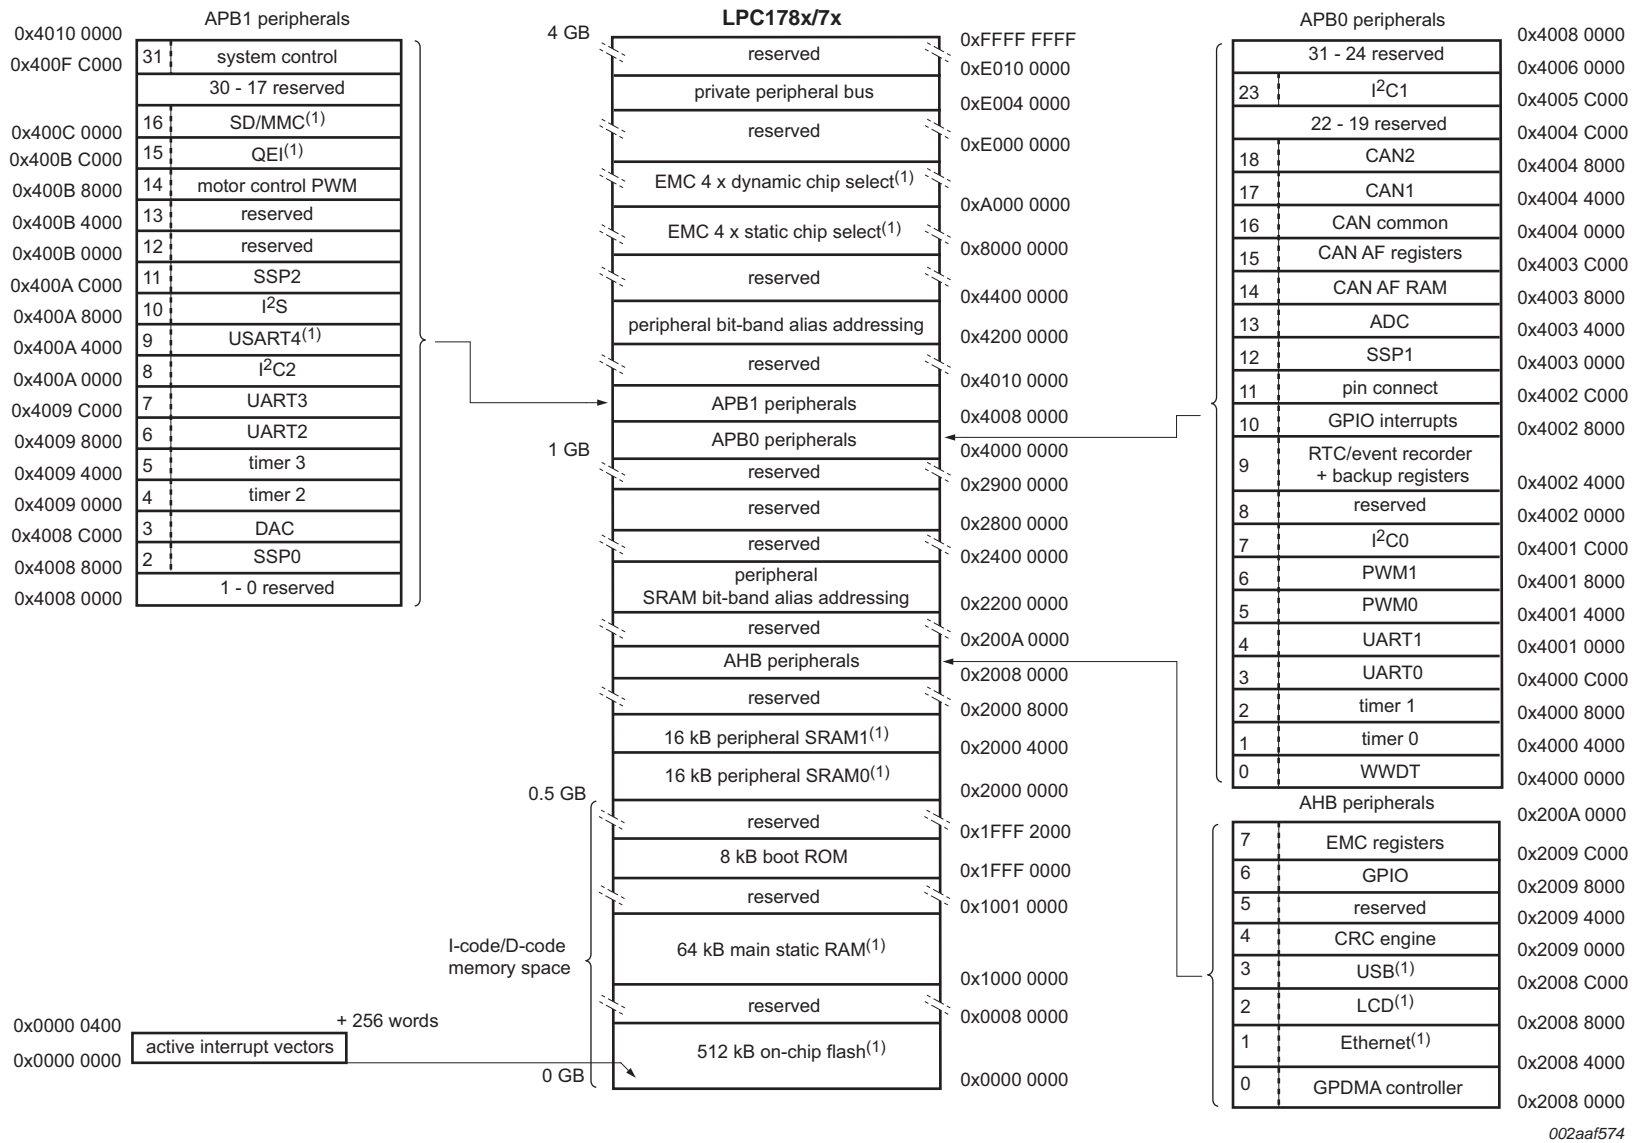 APB1 peripherals
0x4010 0000
31 system control
0x400F C000
30 - 17 reserved
16 SD/MMC(1)
0x400C 0000
15 QEI(1)
0x400B C000
14 motor control PWM
0x400B 8000
13 reserved
0x400B 4000
12 reserved
0x400B 0000
11 SSP2
0x400A C000
10 I2S
0x400A 8000
9 USART4(1)
0x400A 4000
8 I2C2
0x400A 0000
7 UART3
0x4009 C000
6 UART2
0x4009 8000
5 timer 3
0x4009 4000
4 timer 2
0x4009 0000
3 DAC
0x4008 C000
2 SSP0
0x4008 8000
1 - 0 reserved
0x4008 0000
LPC178x/7x
4 GB
0xFFFF FFFF
reserved
0xE010 0000
private peripheral bus
0xE004 0000
reserved
0xE000 0000
EMC 4 x dynamic chip select(1)
0xA000 0000
EMC 4 x static chip select(1)
0x8000 0000
reserved
0x4400 0000
peripheral bit-band alias addressing
0x4200 0000
reserved
0x4010 0000
APB1 peripherals
0x4008 0000
APB0 peripherals
1 GB
0x4000 0000
reserved
0x2900 0000
reserved
0x2800 0000
reserved
0x2400 0000
peripheral
SRAM bit-band alias addressing
0x2200 0000
reserved
0x200A 0000
AHB peripherals
0x2008 0000
reserved
0x2000 8000
16 kB peripheral SRAM1(1)
0x2000 4000
16 kB peripheral SRAM0(1)
0.5 GB
0x2000 0000
reserved
0x1FFF 2000
8 kB boot ROM
0x1FFF 0000
reserved
0x1001 0000
I-code/D-code
memory space
64 kB main static RAM(1)
0x1000 0000
reserved
0x0008 0000
512 kB on-chip flash(1)
0 GB
0x0000 0000
+ 256 words
0x0000 0400
active interrupt vectors
0x0000 0000
APB0 peripherals
0x4008 0000
31 - 24 reserved
0x4006 0000
23 I2C1
0x4005 C000
22 - 19 reserved
0x4004 C000
18 CAN2
0x4004 8000
17 CAN1
0x4004 4000
16 CAN common
0x4004 0000
15 CAN AF registers
0x4003 C000
14 CAN AF RAM
0x4003 8000
13 ADC
0x4003 4000
12 SSP1
0x4003 0000
11 pin connect
0x4002 C000
10 GPIO interrupts
0x4002 8000
9 RTC/event recorder
+ backup registers
0x4002 4000
8 reserved
0x4002 0000
7 I2C0
0x4001 C000
6 PWM1
0x4001 8000
5 PWM0
0x4001 4000
4 UART1
0x4001 0000
3 UART0
0x4000 C000
2 timer 1
0x4000 8000
1 timer 0
0x4000 4000
0 WWDT
0x4000 0000
AHB peripherals
0x200A 0000
7 EMC registers
0x2009 C000
6 GPIO
0x2009 8000
5 reserved
0x2009 4000
4 CRC engine
0x2009 0000
3 USB(1)
0x2008 C000
2 LCD(1)
0x2008 8000
1 Ethernet(1)
0x2008 4000
0 GPDMA controller
0x2008 0000
002aaf574